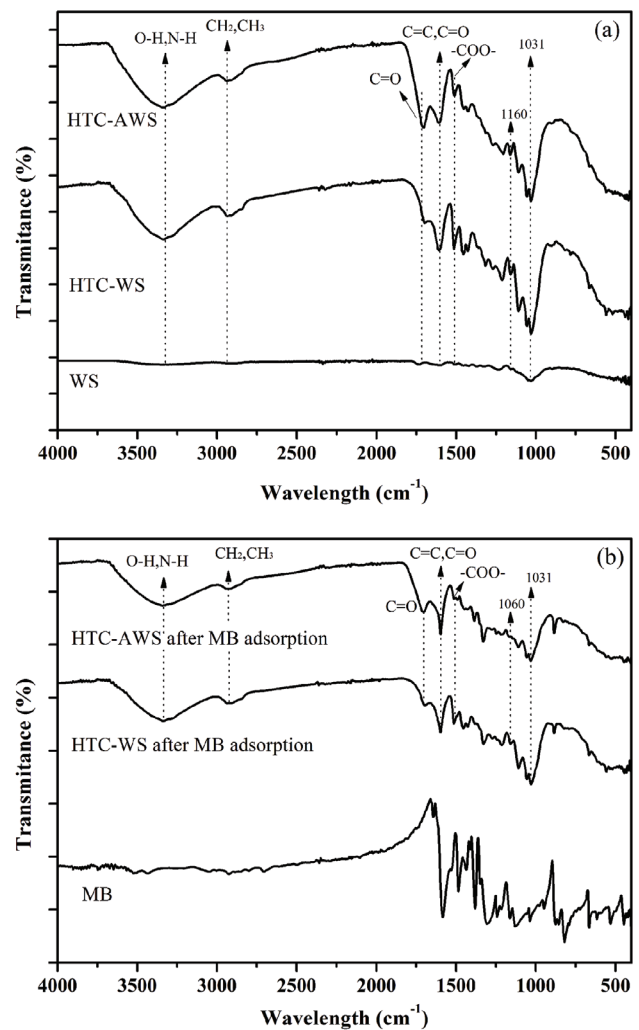 (a)
O-H,N-H
CH2,CH3
C=C,C=O
-COO-
1031
C=O
1160
HTC-AWS
HTC-WS
WS
Transmitance (%)
4000 3500 3000 2500 2000 1500 1000 500
Wavelength (cm-1)
(b)
O-H,N-H
CH2,CH3
C=C,C=O
-COO-
1031
C=O
1060
HTC-AWS after MB adsorption
HTC-WS after MB adsorption
MB
Transmitance (%)
4000 3500 3000 2500 2000 1500 1000 500
Wavelength (cm-1)